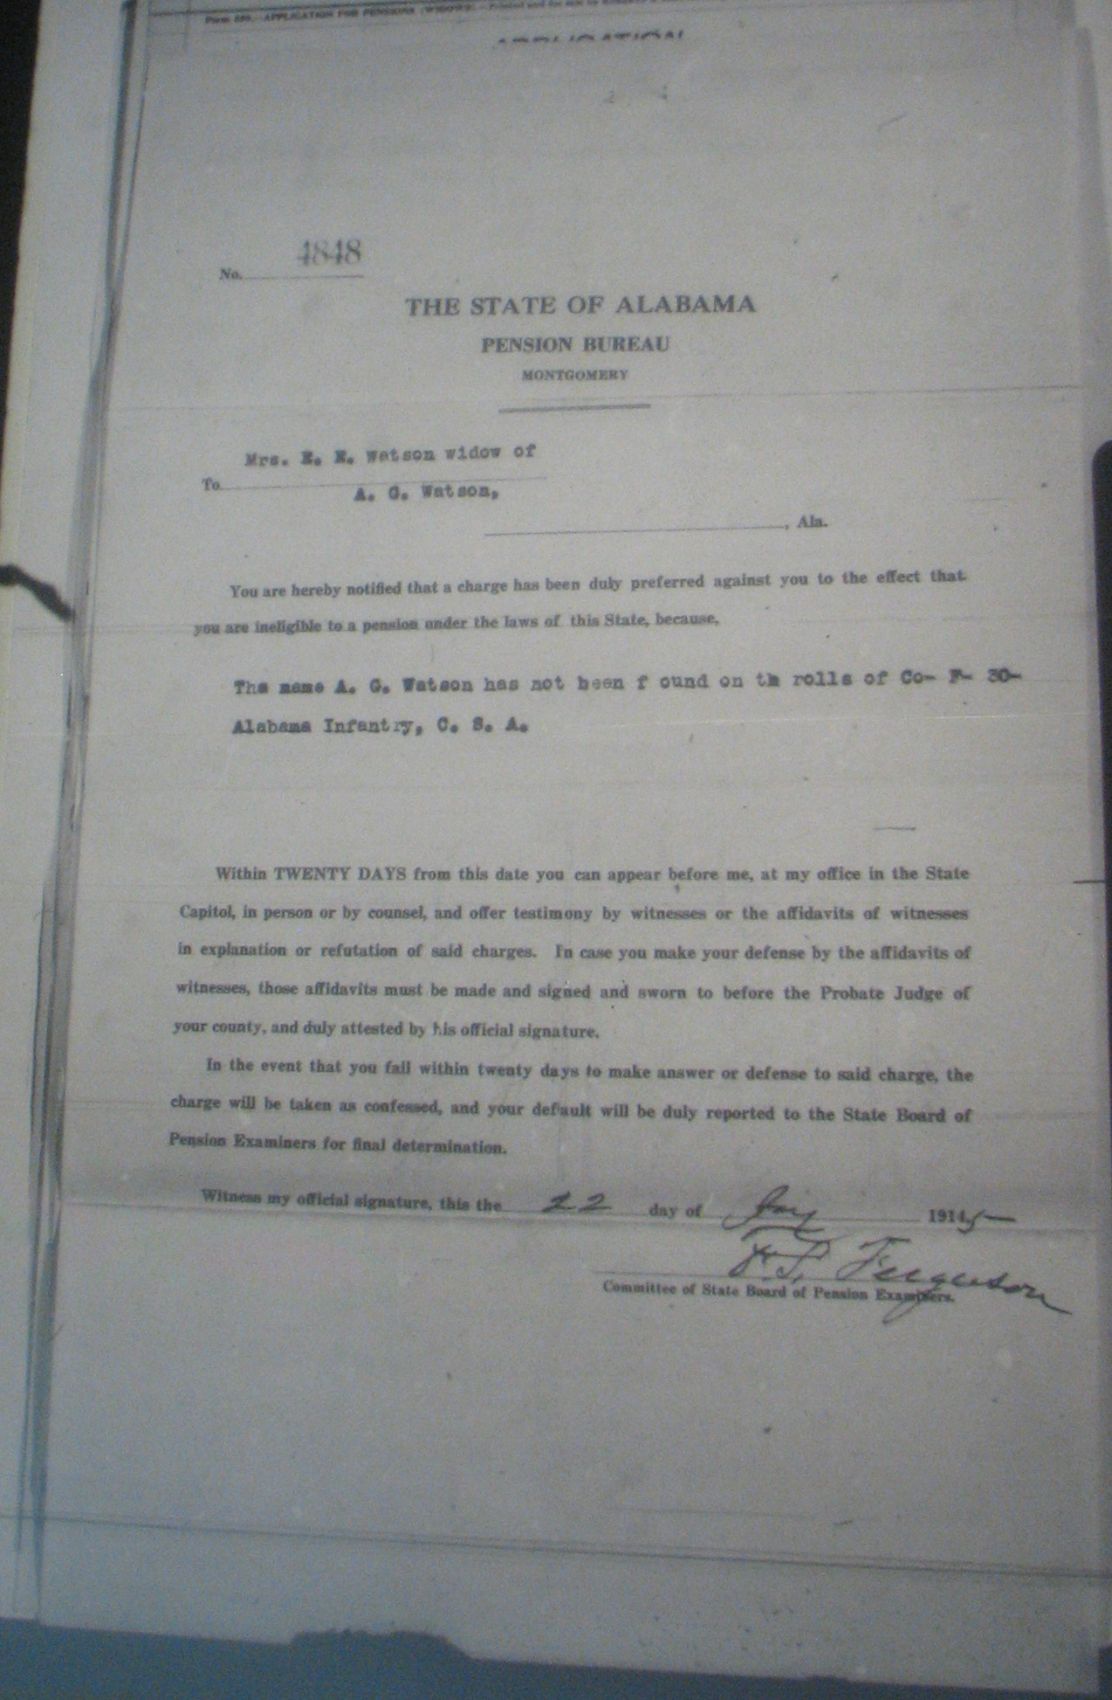 Form 250. APPLICATION FOR PENSIONS (WIDOWS).
APPLICATION
No. 4848
THE STATE OF ALABAMA
PENSION BUREAU
MONTGOMERY
Mrs. E. E. Watson widow of
To
A. G. Watson,
, Ala.
You are hereby notified that a charge has been duly preferred against you to the effect that
you are ineligible to a pension under the laws of this State, because,
The name A. G. Watson has not been f ound on th rolls of Co- F- 30-
Alabama Infantry, C. S. A.
Within TWENTY DAYS from this date you can appear before me, at my office in the State
Capitol, in person or by counsel, and offer testimony by witnesses or the affidavits of witnesses
in explanation or refutation of said charges. In case you make your defense by the affidavits of
witnesses, those affidavits must be made and signed and sworn to before the Probate Judge of
your county, and duly attested by his official signature.
In the event that you fail within twenty days to make answer or defense to said charge, the
charge will be taken as confessed, and your default will be duly reported to the State Board of
Pension Examiners for final determination.
Witness my official signature, this the 22 day of 1915
Ferguson
Committee of State Board of Pension Examiners.